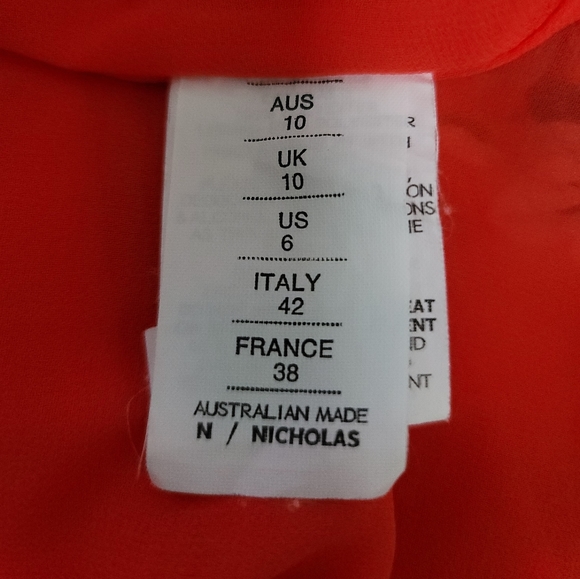 AUS
10
UK
10
US
6
ITALY
42
FRANCE
38
AUSTRALIAN MADE
N / NICHOLAS